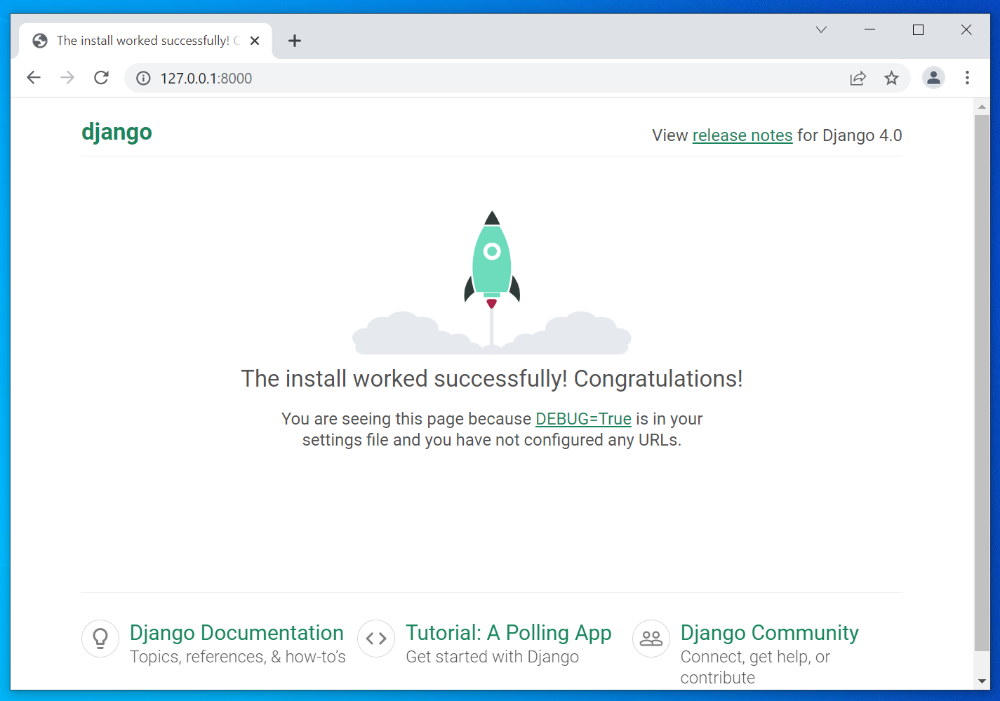 The install worked successfully! C
127.0.0.1:8000
django
View release notes for Django 4.0
The install worked successfully! Congratulations!
You are seeing this page because DEBUG=True is in your
settings file and you have not configured any URLs.
Django Documentation
Topics, references, & how-to’s
Tutorial: A Polling App
Get started with Django
Django Community
Connect, get help, or
contribute